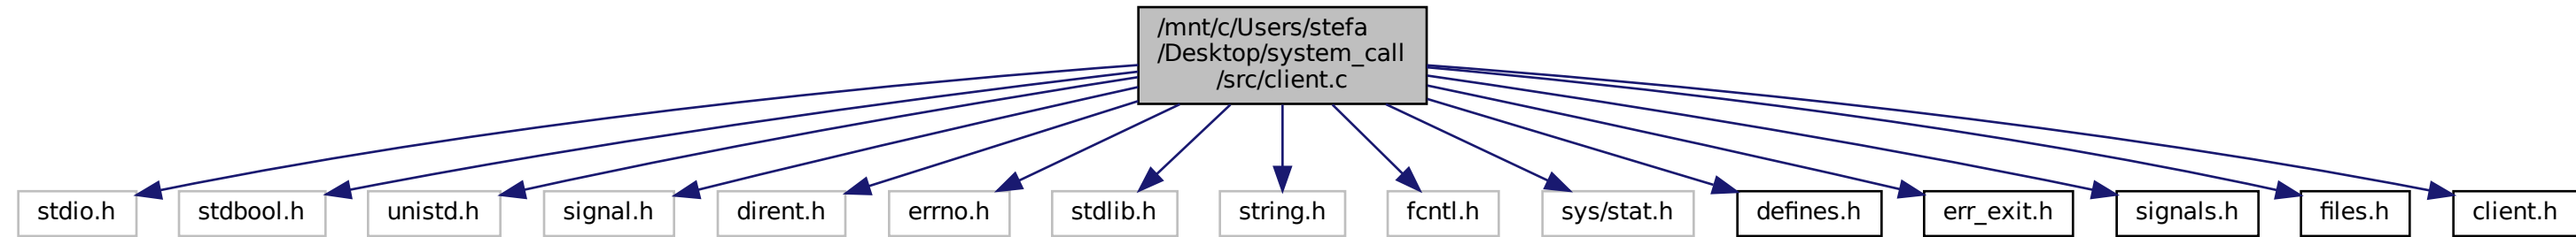 /mnt/c/Users/stefa
/Desktop/system_call
/src/client.c
stdio.h
stdbool.h
unistd.h
signal.h
dirent.h
errno.h
stdlib.h
string.h
fcntl.h
sys/stat.h
defines.h
err_exit.h
signals.h
files.h
client.h